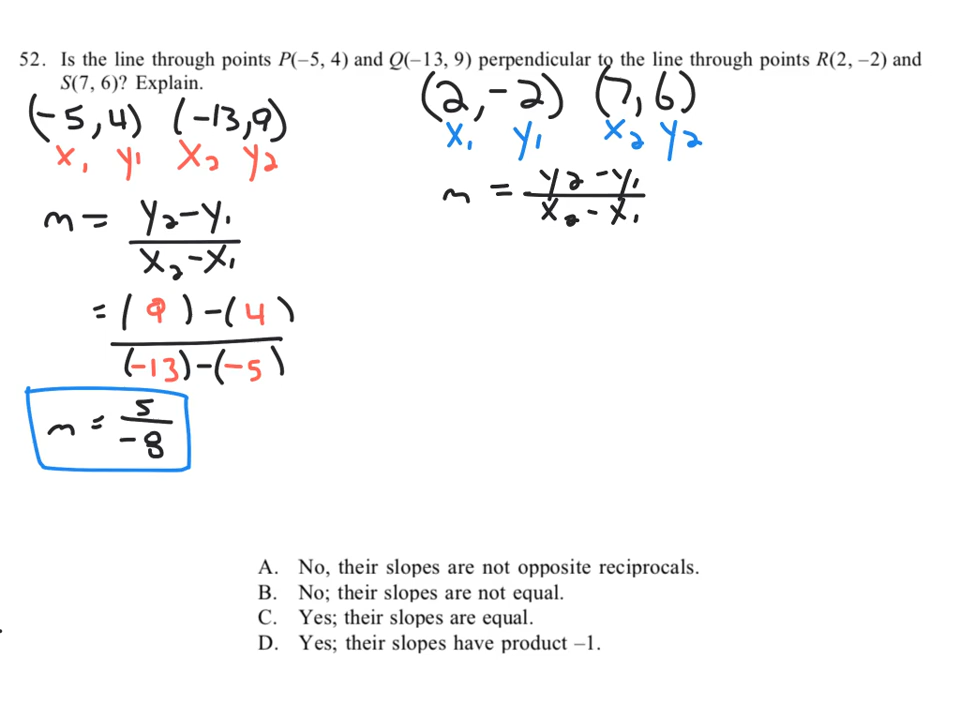 52. Is the line through points P(−5, 4) and Q(−13, 9) perpendicular to the line through points R(2, −2) and
S(7, 6)? Explain.
(-5,4) (-13,9)
x₁ y₁ x₂ y₂
m = y₂-y₁
x₂-x₁
= (9)-(4)
(-13)-(-5)
m = 5
-8
(2,-2) (7,6)
x₁ y₁ x₂ y₂
m = y₂-y₁
x₂-x₁
A. No, their slopes are not opposite reciprocals.
B. No; their slopes are not equal.
C. Yes; their slopes are equal.
D. Yes; their slopes have product −1.